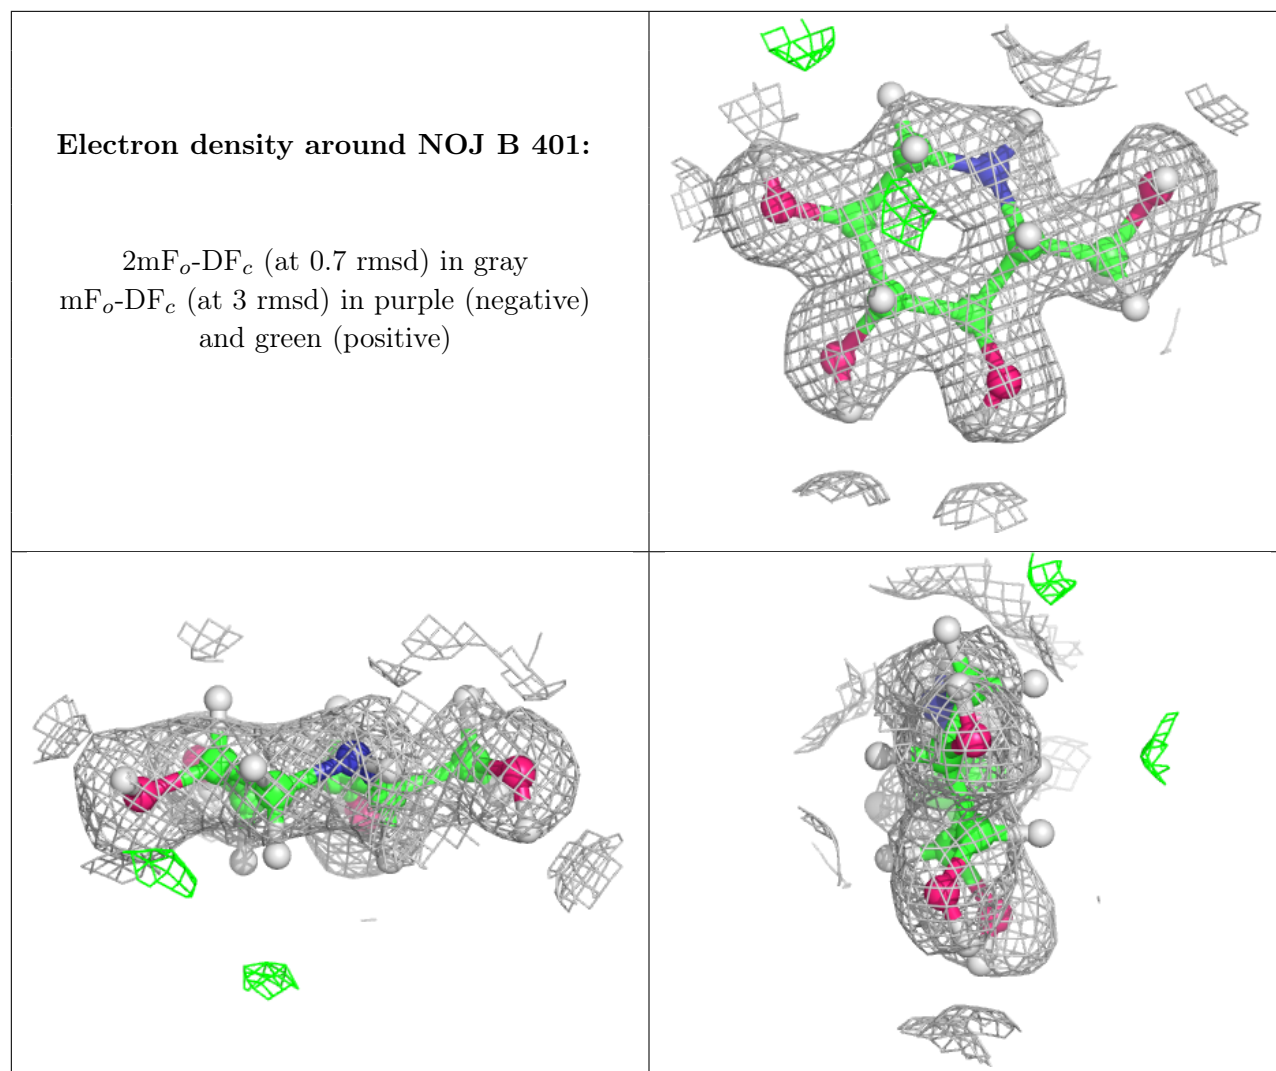 Electron density around NOJ B 401:
2mFo-DFc (at 0.7 rmsd) in gray
mFo-DFc (at 3 rmsd) in purple (negative)
and green (positive)